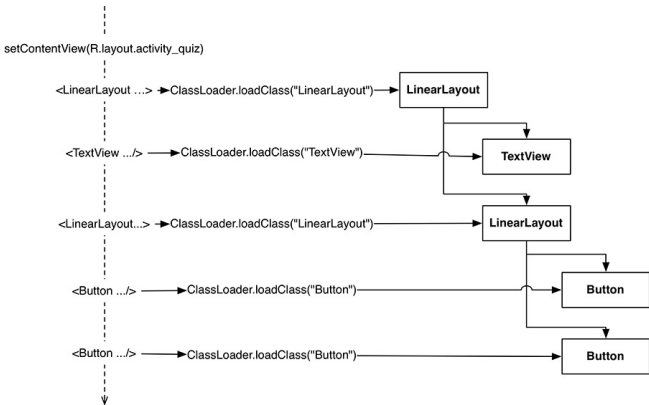 setContentView(R.layout.activity_quiz)
<LinearLayout ...> ClassLoader.loadClass("LinearLayout") LinearLayout
<TextView .../> ClassLoader.loadClass("TextView") TextView
<LinearLayout...> ClassLoader.loadClass("LinearLayout") LinearLayout
<Button .../> ClassLoader.loadClass("Button") Button
<Button .../> ClassLoader.loadClass("Button") Button